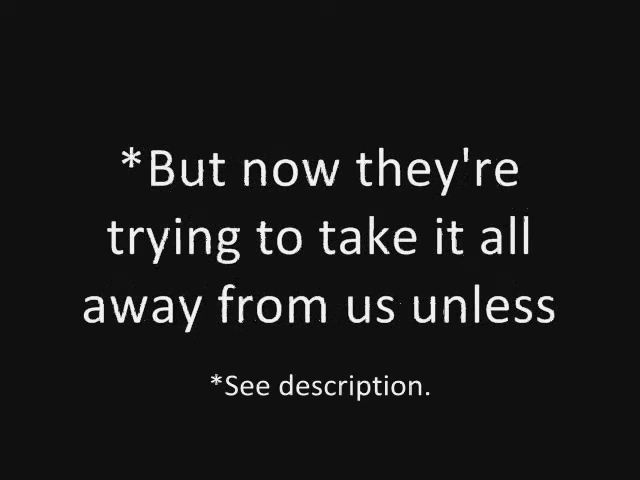 *But now they're
trying to take it all
away from us unless
*See description.